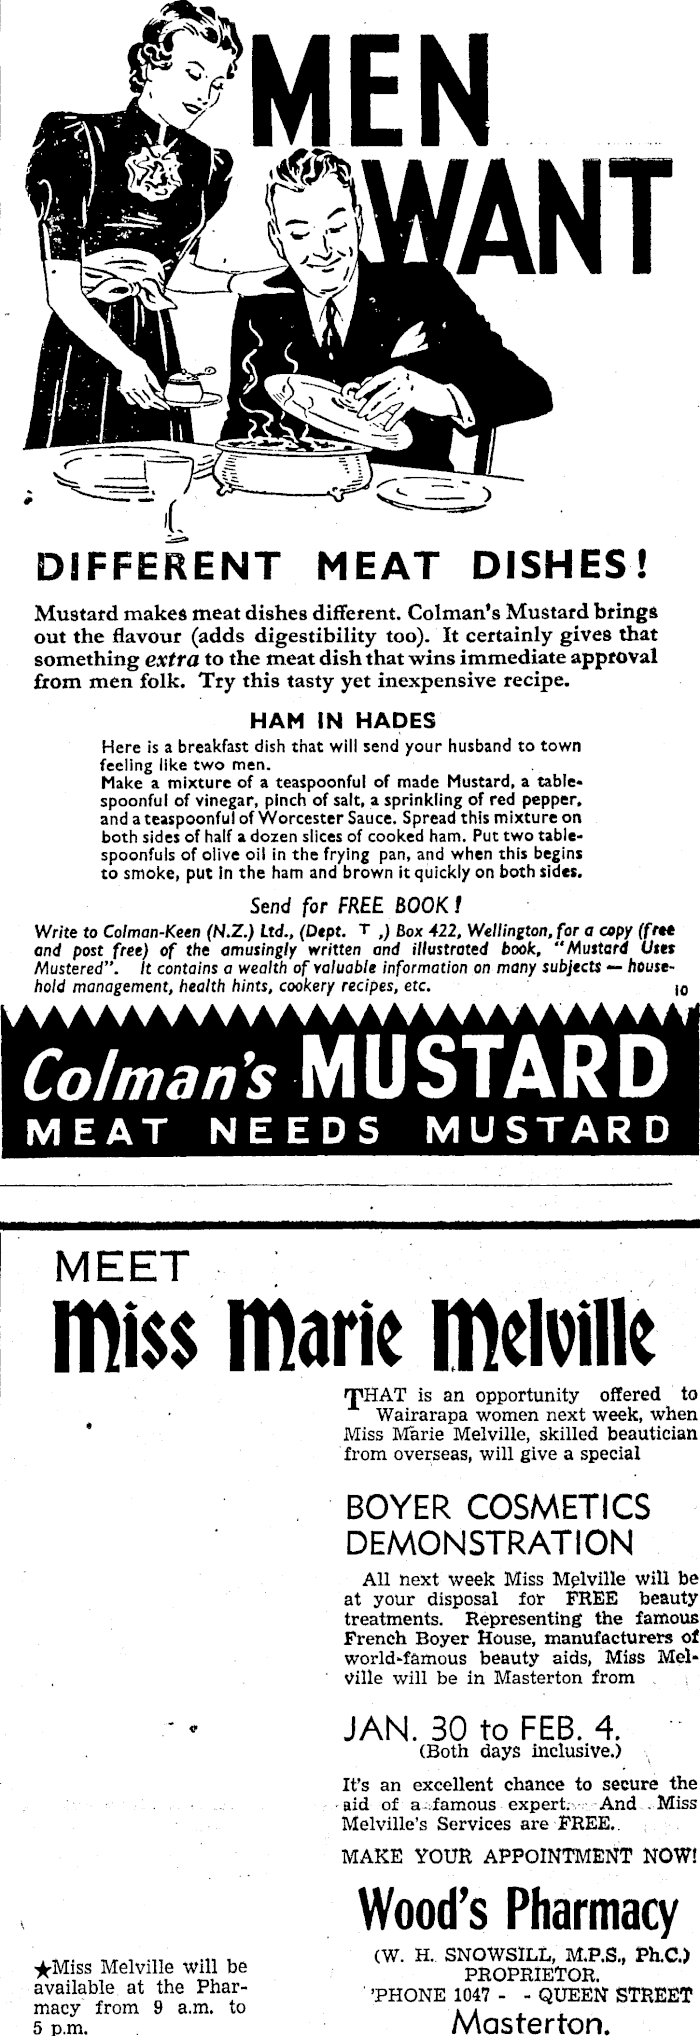 MEN
WANT
DIFFERENT MEAT DISHES!
Mustard makes meat dishes different. Colman's Mustard brings
out the flavour (adds digestibility too). It certainly gives that
something extra to the meat dish that wins immediate approval
from men folk. Try this tasty yet inexpensive recipe.
HAM IN HADES
Here is a breakfast dish that will send your husband to town
feeling like two men.
Make a mixture of a teaspoonful of made Mustard, a table-
spoonful of vinegar, pinch of salt, a sprinkling of red pepper,
and a teaspoonful of Worcester Sauce. Spread this mixture on
both sides of half a dozen slices of cooked ham. Put two table-
spoonfuls of olive oil in the frying pan, and when this begins
to smoke, put in the ham and brown it quickly on both sides.
Send for FREE BOOK!
Write to Colman-Keen (N.Z.) Ltd., (Dept. T ,) Box 422, Wellington, for a copy (free
and post free) of the amusingly written and illustrated book, "Mustard Uses
Mustered". It contains a wealth of valuable information on many subjects — house-
hold management, health hints, cookery recipes, etc.
10
Colman's MUSTARD
MEAT NEEDS MUSTARD
MEET
Miss Marie Melville
THAT is an opportunity offered to
Wairarapa women next week, when
Miss Marie Melville, skilled beautician
from overseas, will give a special
BOYER COSMETICS
DEMONSTRATION
All next week Miss Melville will be
at your disposal for FREE beauty
treatments. Representing the famous
French Boyer House, manufacturers of
world-famous beauty aids, Miss Mel-
ville will be in Masterton from
JAN. 30 to FEB. 4.
(Both days inclusive.)
It's an excellent chance to secure the
aid of a famous expert. And Miss
Melville's Services are FREE.
MAKE YOUR APPOINTMENT NOW!
Wood's Pharmacy
(W. H. SNOWSILL, M.P.S., Ph.C.)
PROPRIETOR.
'PHONE 1047 - - QUEEN STREET
Masterton.
★Miss Melville will be
available at the Phar-
macy from 9 a.m. to
5 p.m.